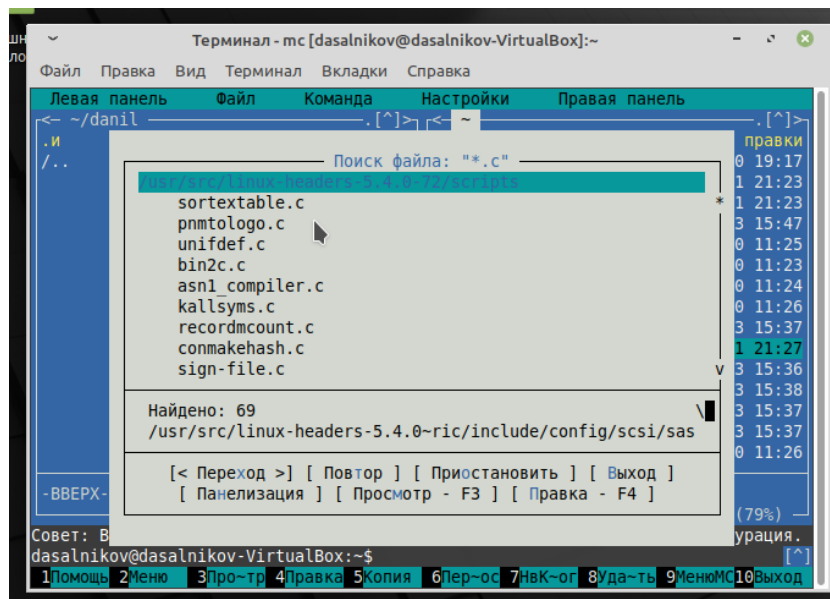 шн
ло
Терминал - mc [dasalnikov@dasalnikov-VirtualBox]:~
Файл Правка Вид Терминал Вкладки Справка
Левая панель Файл Команда Настройки Правая панель
<— ~/danil .[^]> <— ~ .[^]>
.и правки
/.. 0 19:17
Поиск файла: "*.c"
/usr/src/linux-headers-5.4.0-72/scripts 1 21:23
sortextable.c * 1 21:23
pnmtologo.c 3 15:47
unifdef.c 0 11:25
bin2c.c 0 11:23
asn1_compiler.c 0 11:24
kallsyms.c 0 11:26
recordmcount.c 3 15:37
conmakehash.c 1 21:27
sign-file.c v 3 15:36
3 15:38
Найдено: 69 \ 3 15:37
/usr/src/linux-headers-5.4.0~ric/include/config/scsi/sas 3 15:37
0 11:26
[< Переход >] [ Повтор ] [ Приостановить ] [ Выход ]
-ВВЕРХ- [ Панелизация ] [ Просмотр - F3 ] [ Правка - F4 ]
(79%)
Совет: В урация.
dasalnikov@dasalnikov-VirtualBox:~$ [^]
1Помощь 2Меню 3Про~тр 4Правка 5Копия 6Пер~ос 7НвК~ог 8Уда~ть 9МенюMC 10Выход